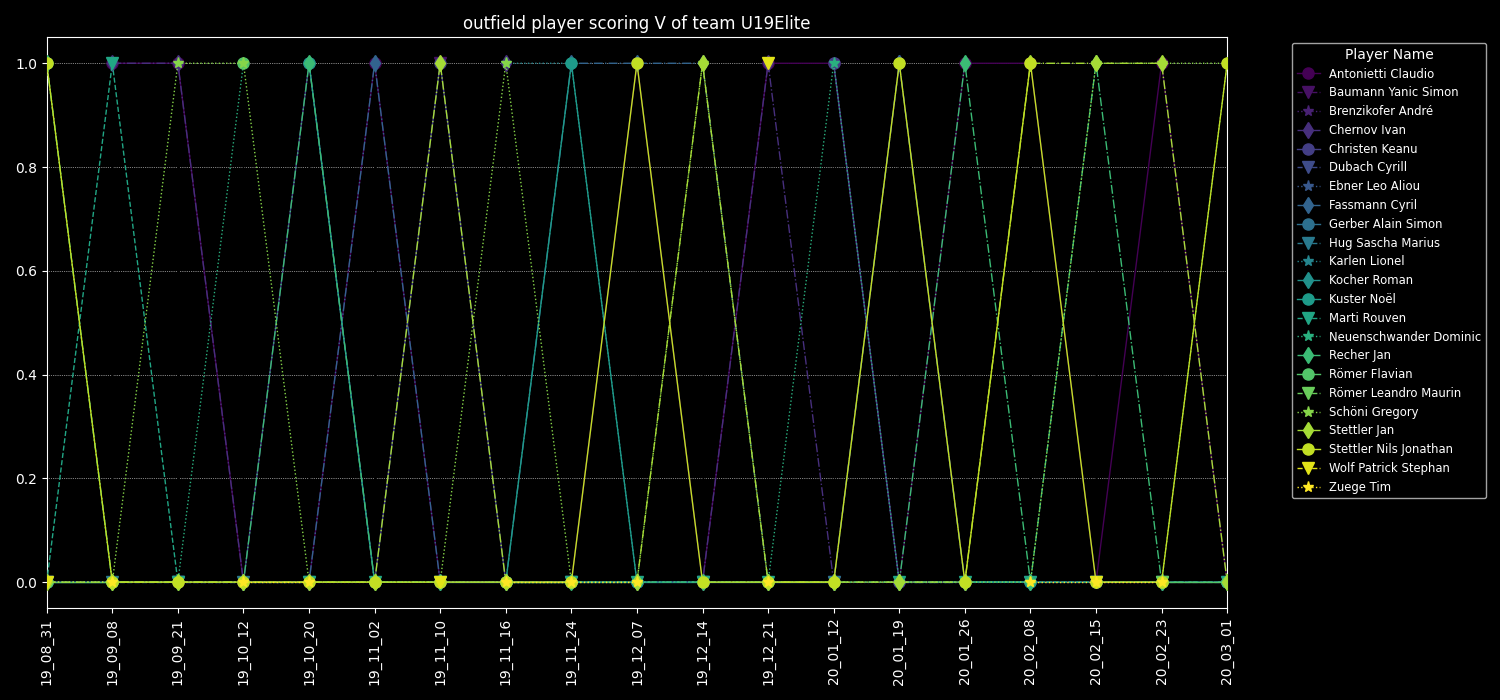 outfield player scoring V of team U19Elite
1.0
0.8
0.6
0.4
0.2
0.0
19_08_31
19_09_08
19_09_21
19_10_12
19_10_20
19_11_02
19_11_10
19_11_16
19_11_24
19_12_07
19_12_14
19_12_21
20_01_12
20_01_19
20_01_26
20_02_08
20_02_15
20_02_23
20_03_01
Player Name
Antonietti Claudio
Baumann Yanic Simon
Brenzikofer André
Chernov Ivan
Christen Keanu
Dubach Cyrill
Ebner Leo Aliou
Fassmann Cyril
Gerber Alain Simon
Hug Sascha Marius
Karlen Lionel
Kocher Roman
Kuster Noël
Marti Rouven
Neuenschwander Dominic
Recher Jan
Römer Flavian
Römer Leandro Maurin
Schöni Gregory
Stettler Jan
Stettler Nils Jonathan
Wolf Patrick Stephan
Zuege Tim